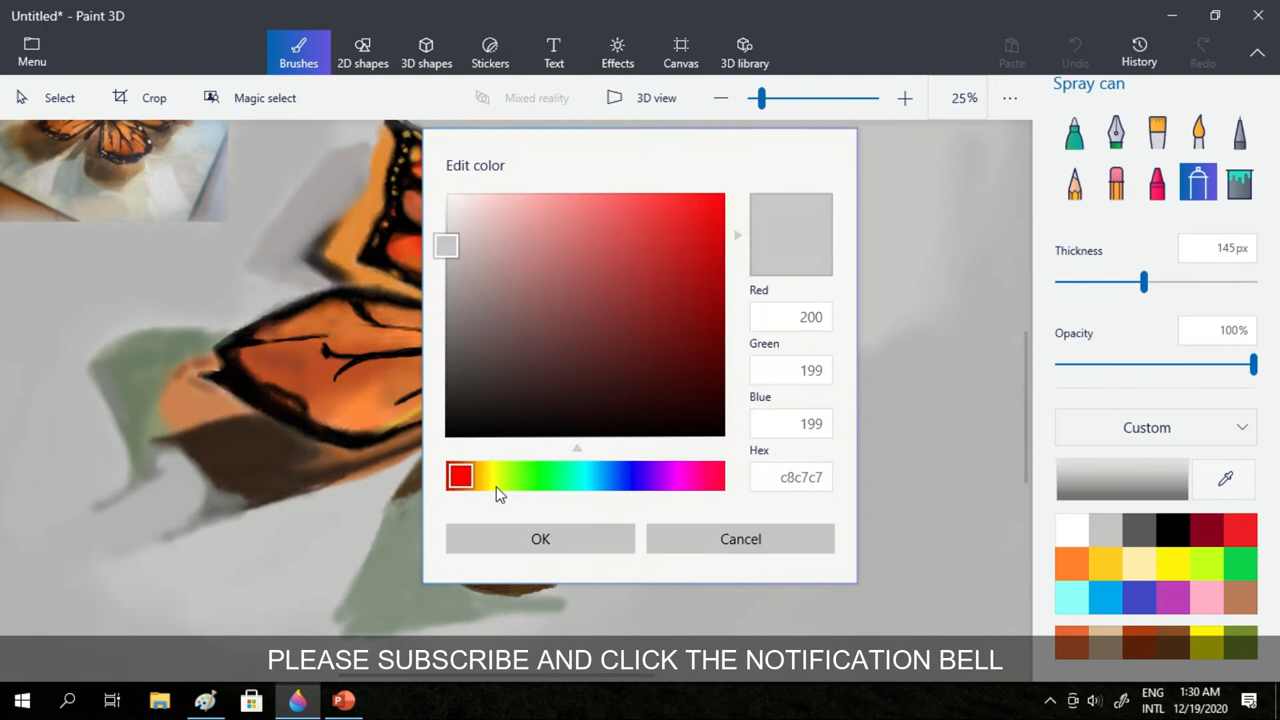 Untitled* - Paint 3D
Menu
Brushes
2D shapes
3D shapes
Stickers
Text
Effects
Canvas
3D library
Paste
Undo
History
Redo
Select
Crop
Magic select
Mixed reality
3D view
25%
Spray can
Edit color
Red
200
Green
199
Blue
199
Hex
c8c7c7
OK
Cancel
Thickness
145px
Opacity
100%
Custom
PLEASE SUBSCRIBE AND CLICK THE NOTIFICATION BELL
ENG
INTL
1:30 AM
12/19/2020